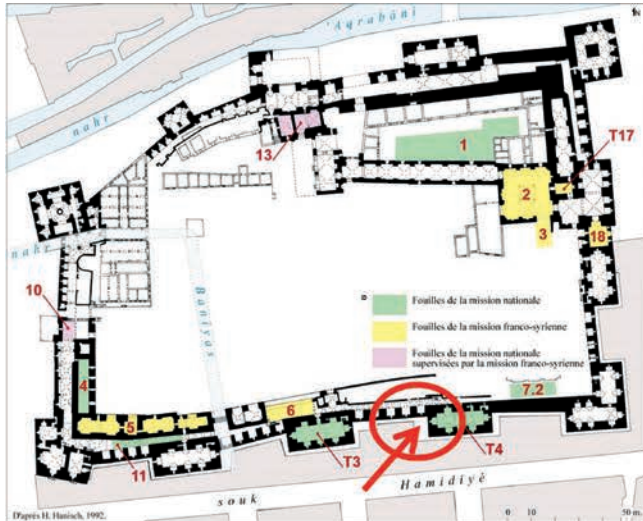 'Aqrabâni
N
nahr
13
1
T17
2
3
18
nahr
Baniyas
Fouilles de la mission nationale
10
Fouilles de la mission franco-syrienne
Fouilles de la mission nationale
supervisées par la mission franco-syrienne
4
5
6
7.2
11
T3
T4
souk Hamidiyè
D'après H. Hanisch, 1992.
0 10 50 m